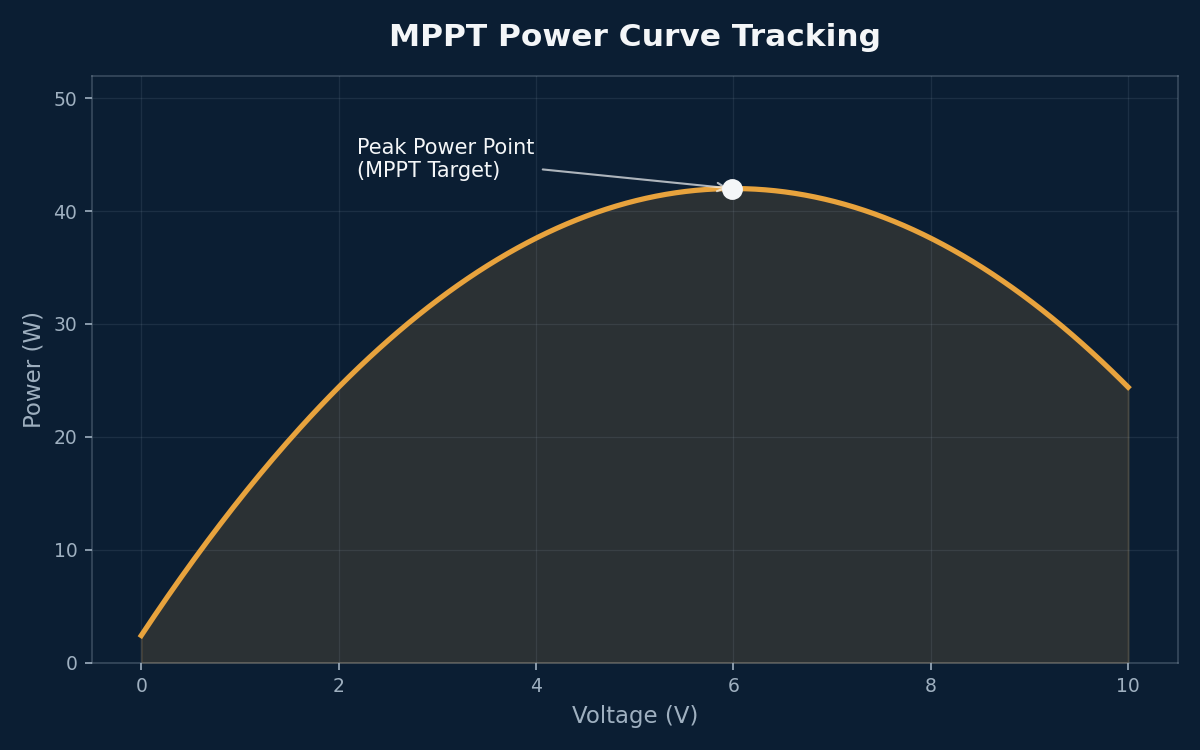 MPPT Power Curve Tracking
Peak Power Point
(MPPT Target)
Power (W)
50
40
30
20
10
0
0 2 4 6 8 10
Voltage (V)